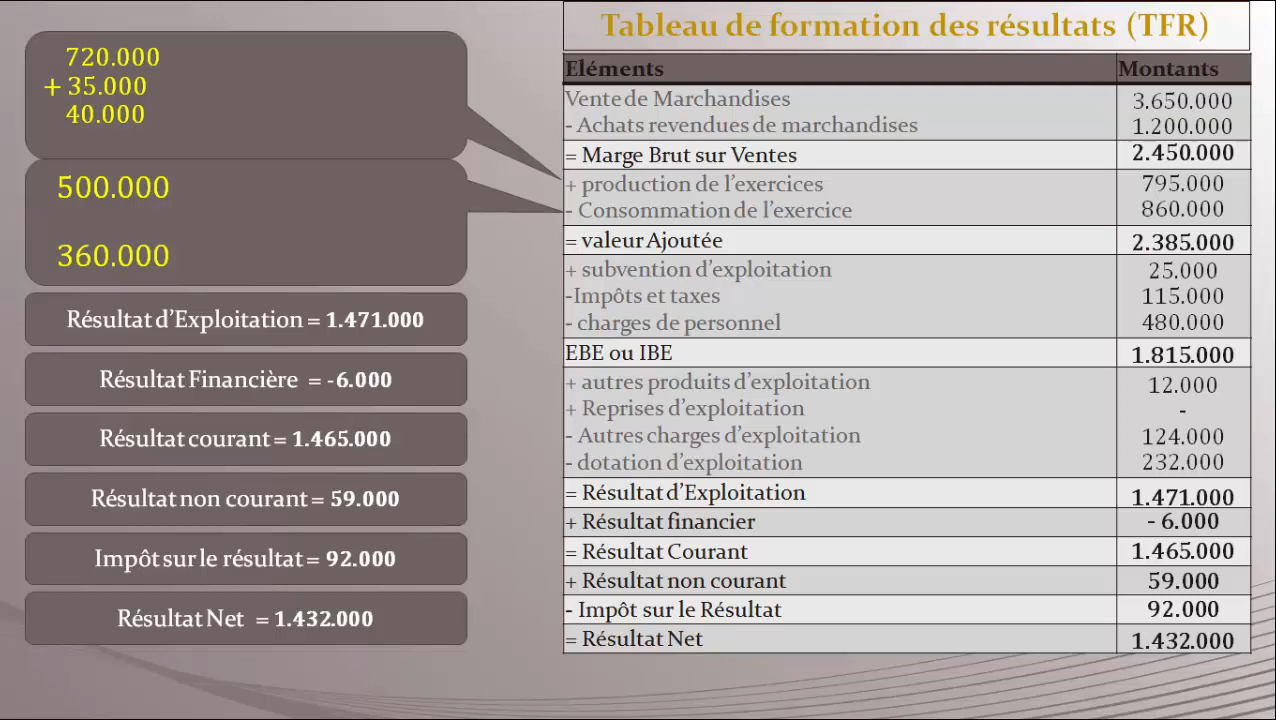 720.000
+ 35.000
40.000
500.000
360.000
Résultat d'Exploitation = 1.471.000
Résultat Financière = -6.000
Résultat courant = 1.465.000
Résultat non courant = 59.000
Impôt sur le résultat = 92.000
Résultat Net = 1.432.000
Tableau de formation des résultats (TFR)
Eléments Montants
Vente de Marchandises 3.650.000
- Achats revendues de marchandises 1.200.000
= Marge Brut sur Ventes 2.450.000
+ production de l'exercices 795.000
- Consommation de l'exercice 860.000
= valeur Ajoutée 2.385.000
+ subvention d'exploitation 25.000
-Impôts et taxes 115.000
- charges de personnel 480.000
EBE ou IBE 1.815.000
+ autres produits d'exploitation 12.000
+ Reprises d'exploitation -
- Autres charges d'exploitation 124.000
- dotation d'exploitation 232.000
= Résultat d'Exploitation 1.471.000
+ Résultat financier - 6.000
= Résultat Courant 1.465.000
+ Résultat non courant 59.000
- Impôt sur le Résultat 92.000
= Résultat Net 1.432.000